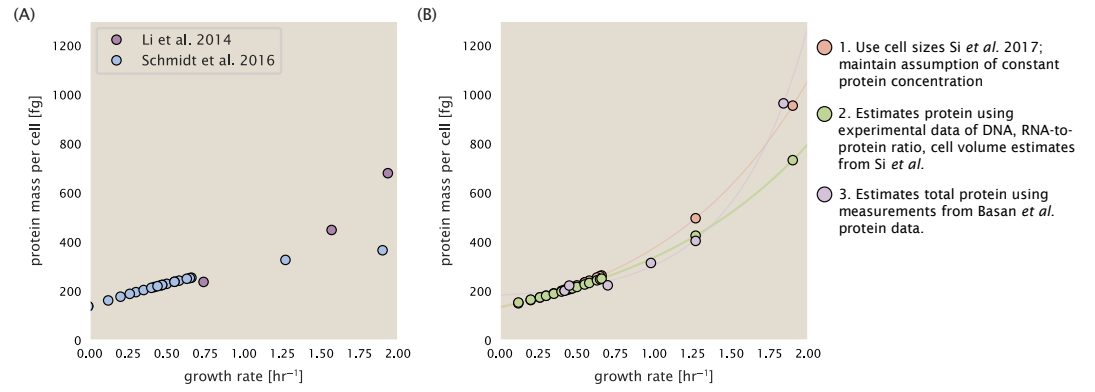 (A)
(B)
Li et al. 2014
Schmidt et al. 2016
protein mass per cell [fg]
1200
1000
800
600
400
200
0
0.00 0.25 0.50 0.75 1.00 1.25 1.50 1.75 2.00
growth rate [hr⁻¹]
protein mass per cell [fg]
1200
1000
800
600
400
200
0
0.00 0.25 0.50 0.75 1.00 1.25 1.50 1.75 2.00
growth rate [hr⁻¹]
1. Use cell sizes Si et al. 2017;
maintain assumption of constant
protein concentration
2. Estimates protein using
experimental data of DNA, RNA-to-
protein ratio, cell volume estimates
from Si et al.
3. Estimates total protein using
measurements from Basan et al.
protein data.